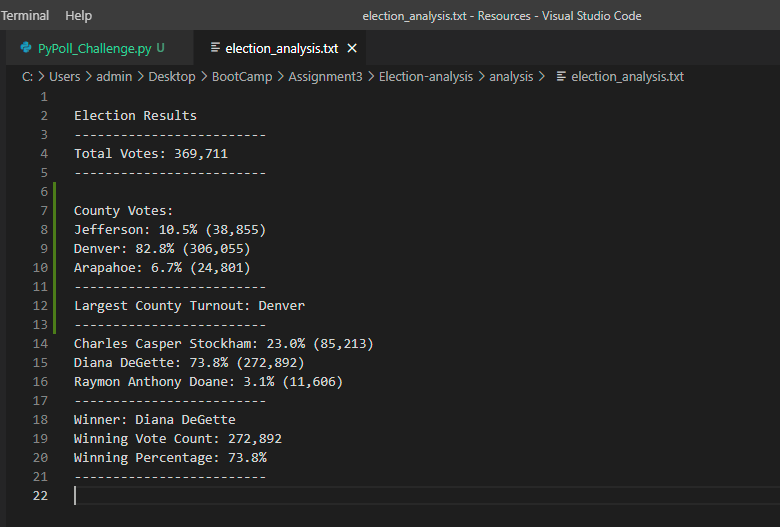 Terminal Help election_analysis.txt - Resources - Visual Studio Code
PyPoll_Challenge.py U election_analysis.txt ×
C: > Users > admin > Desktop > BootCamp > Assignment3 > Election-analysis > analysis > election_analysis.txt
1
2 Election Results
3 -------------------------
4 Total Votes: 369,711
5 -------------------------
6
7 County Votes:
8 Jefferson: 10.5% (38,855)
9 Denver: 82.8% (306,055)
10 Arapahoe: 6.7% (24,801)
11 -------------------------
12 Largest County Turnout: Denver
13 -------------------------
14 Charles Casper Stockham: 23.0% (85,213)
15 Diana DeGette: 73.8% (272,892)
16 Raymon Anthony Doane: 3.1% (11,606)
17 -------------------------
18 Winner: Diana DeGette
19 Winning Vote Count: 272,892
20 Winning Percentage: 73.8%
21 -------------------------
22